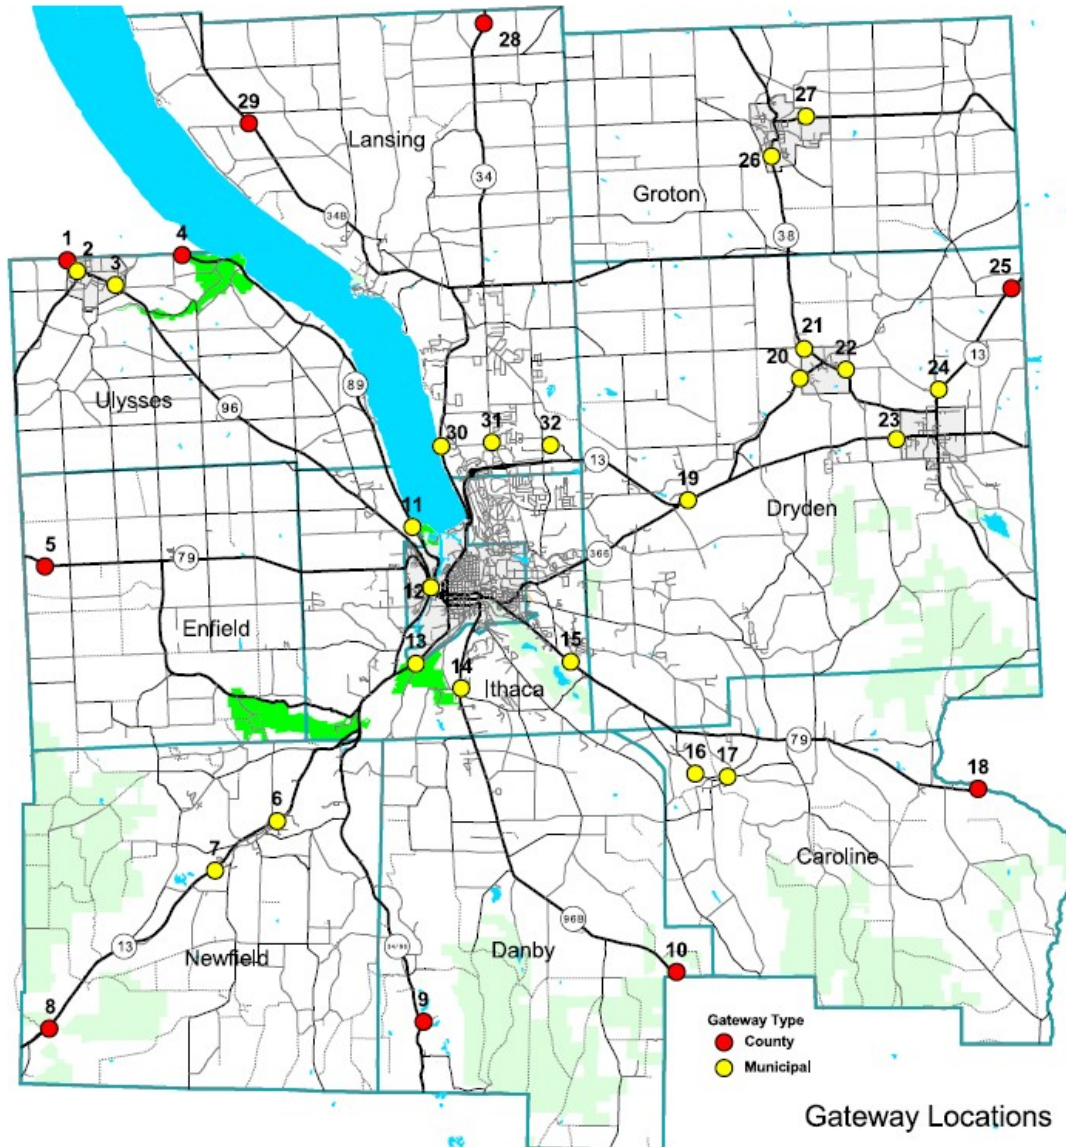 28
27
29
Lansing
34
26
Groton
34B
38
1
2
3
4
25
21
20
22
13
24
89
Ulysses
96
30
31
32
23
13
19
11
Dryden
5
79
366
12
Enfield
13
14
15
Ithaca
16
17
79
18
6
7
Caroline
96B
13
Newfield
Danby
34/96
10
8
9
Gateway Type
County
Municipal
Gateway Locations